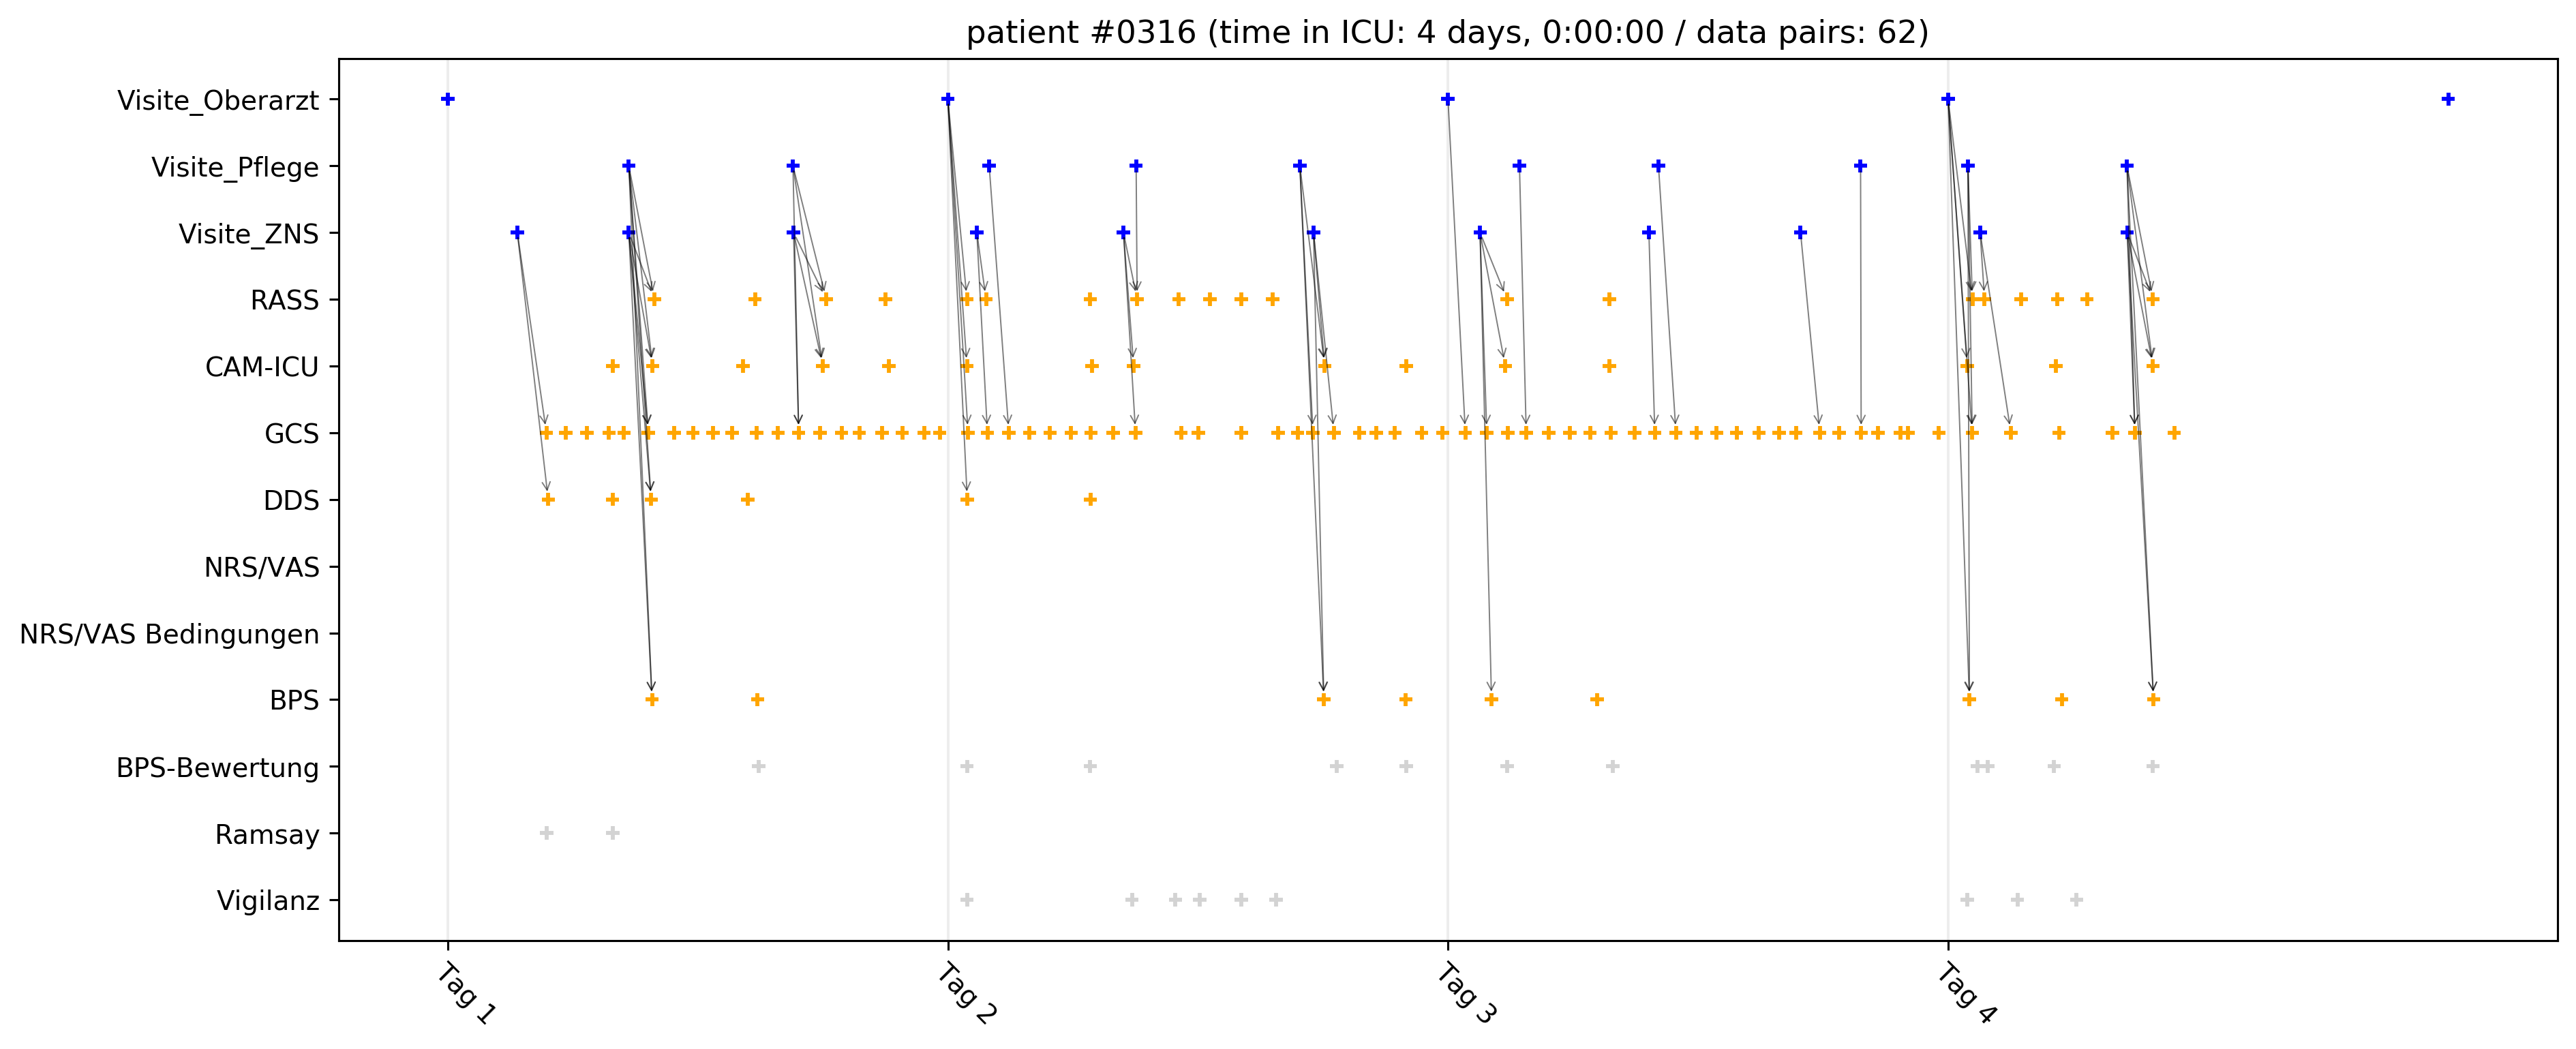 patient #0316 (time in ICU: 4 days, 0:00:00 / data pairs: 62)
Visite_Oberarzt
Visite_Pflege
Visite_ZNS
RASS
CAM-ICU
GCS
DDS
NRS/VAS
NRS/VAS Bedingungen
BPS
BPS-Bewertung
Ramsay
Vigilanz
Tag 1
Tag 2
Tag 3
Tag 4